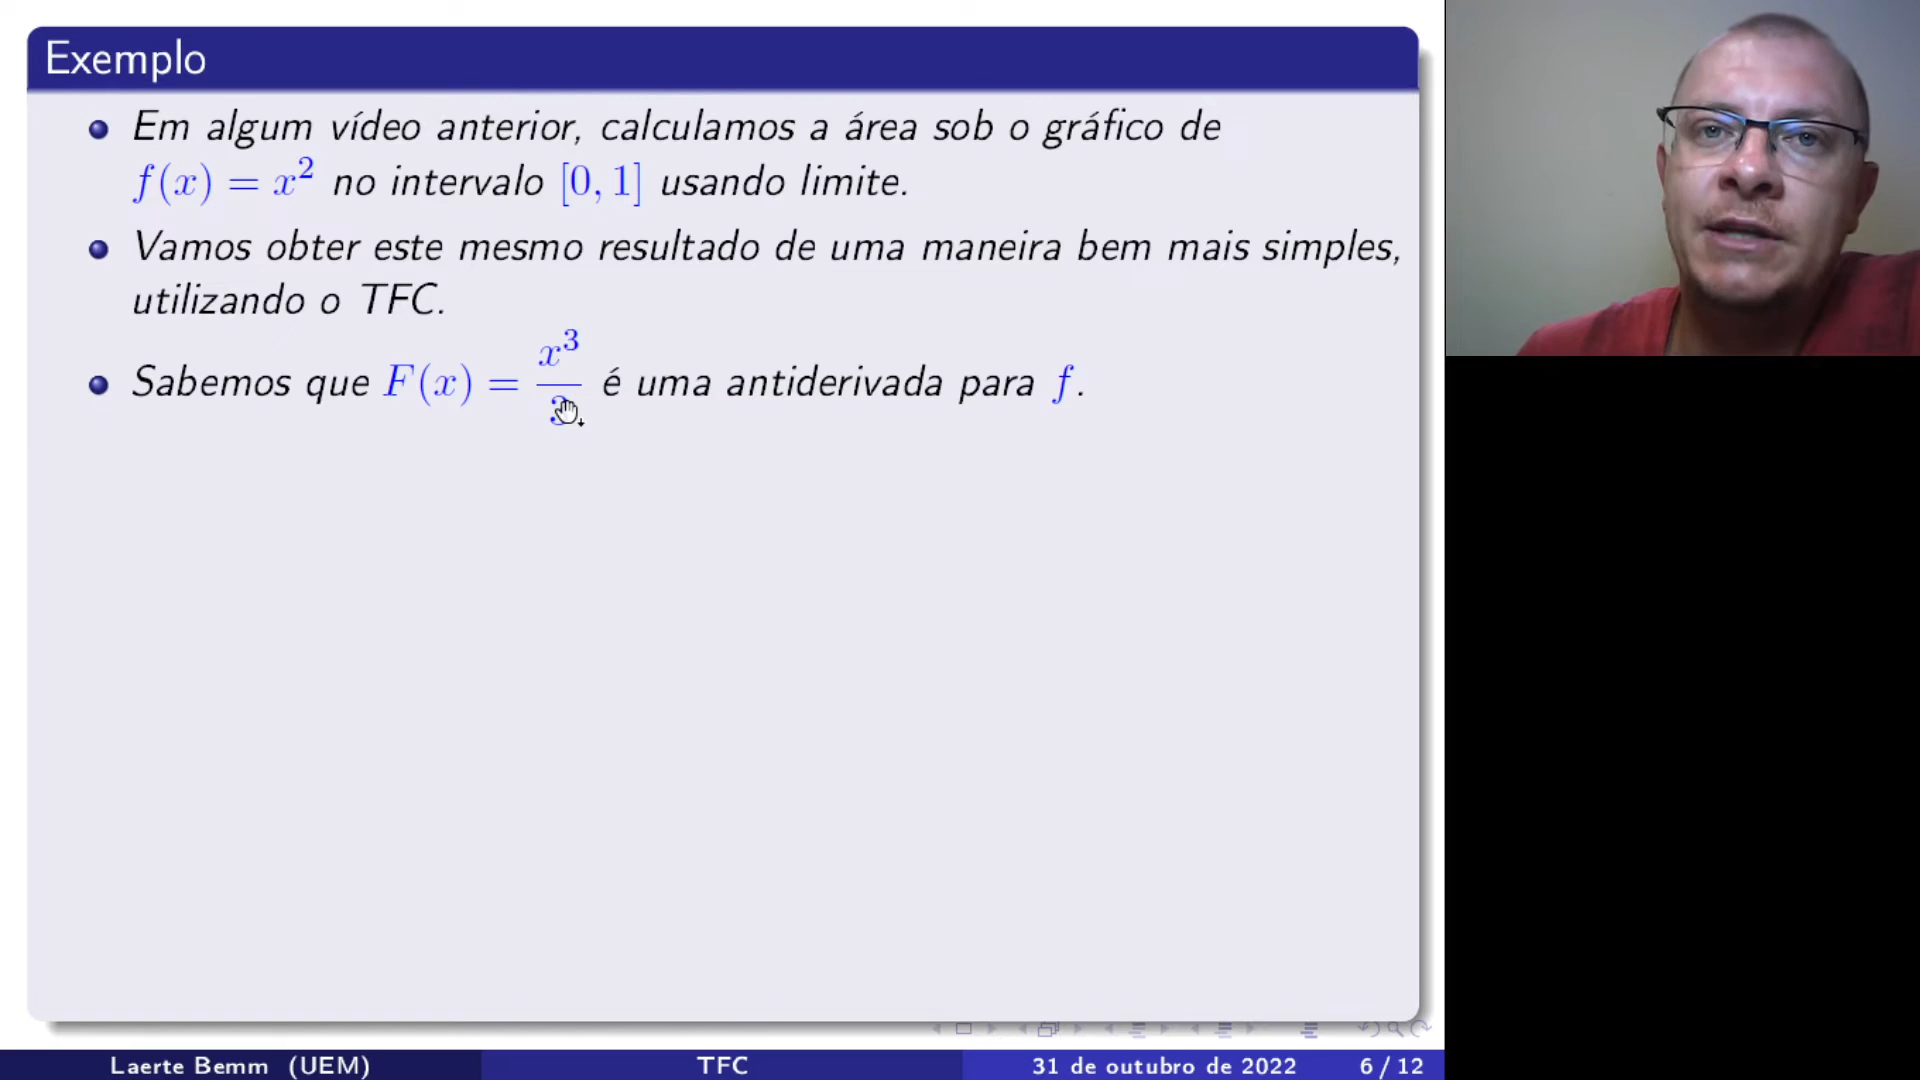 Exemplo
Em algum vídeo anterior, calculamos a área sob o gráfico de
f(x) = x² no intervalo [0, 1] usando limite.
Vamos obter este mesmo resultado de uma maneira bem mais simples,
utilizando o TFC.
Sabemos que F(x) = x³/3 é uma antiderivada para f.
Laerte Bemm (UEM) TFC 31 de outubro de 2022 6 / 12